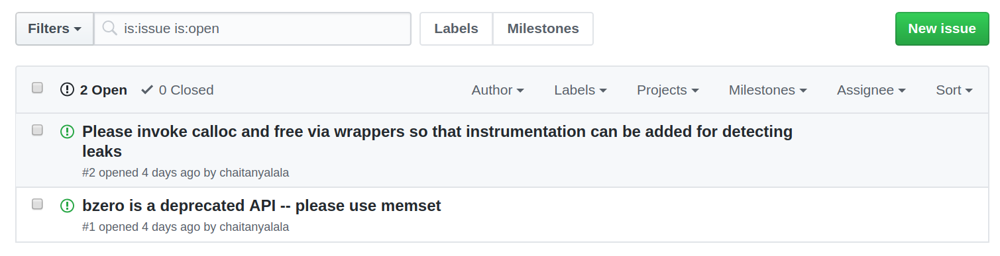 Filters is:issue is:open Labels Milestones New issue
2 Open 0 Closed Author Labels Projects Milestones Assignee Sort
Please invoke calloc and free via wrappers so that instrumentation can be added for detecting
leaks
#2 opened 4 days ago by chaitanyalala
bzero is a deprecated API -- please use memset
#1 opened 4 days ago by chaitanyalala